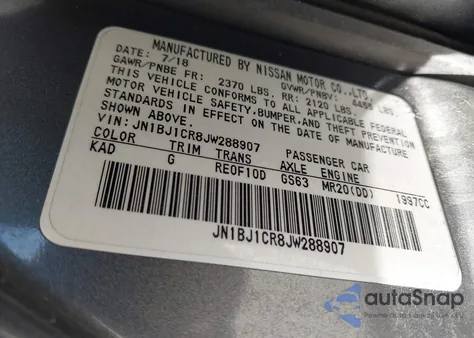 MANUFACTURED BY NISSAN MOTOR CO.,LTD.
DATE: 7/18 GVWR/PNBV: 4455 LBS.
GAWR/PNBE FR: 2370 LBS. RR: 2120 LBS.
THIS VEHICLE CONFORMS TO ALL APPLICABLE FEDERAL
MOTOR VEHICLE SAFETY,BUMPER,AND THEFT PREVENTION
STANDARDS IN EFFECT ON THE DATE OF MANUFACTURE
SHOWN ABOVE.
VIN:JN1BJ1CR8JW288907 PASSENGER CAR
COLOR TRIM TRANS AXLE ENGINE
KAD G RE0F10D GS63 MR20(DD) 1997CC
JN1BJ1CR8JW288907
autoSnap